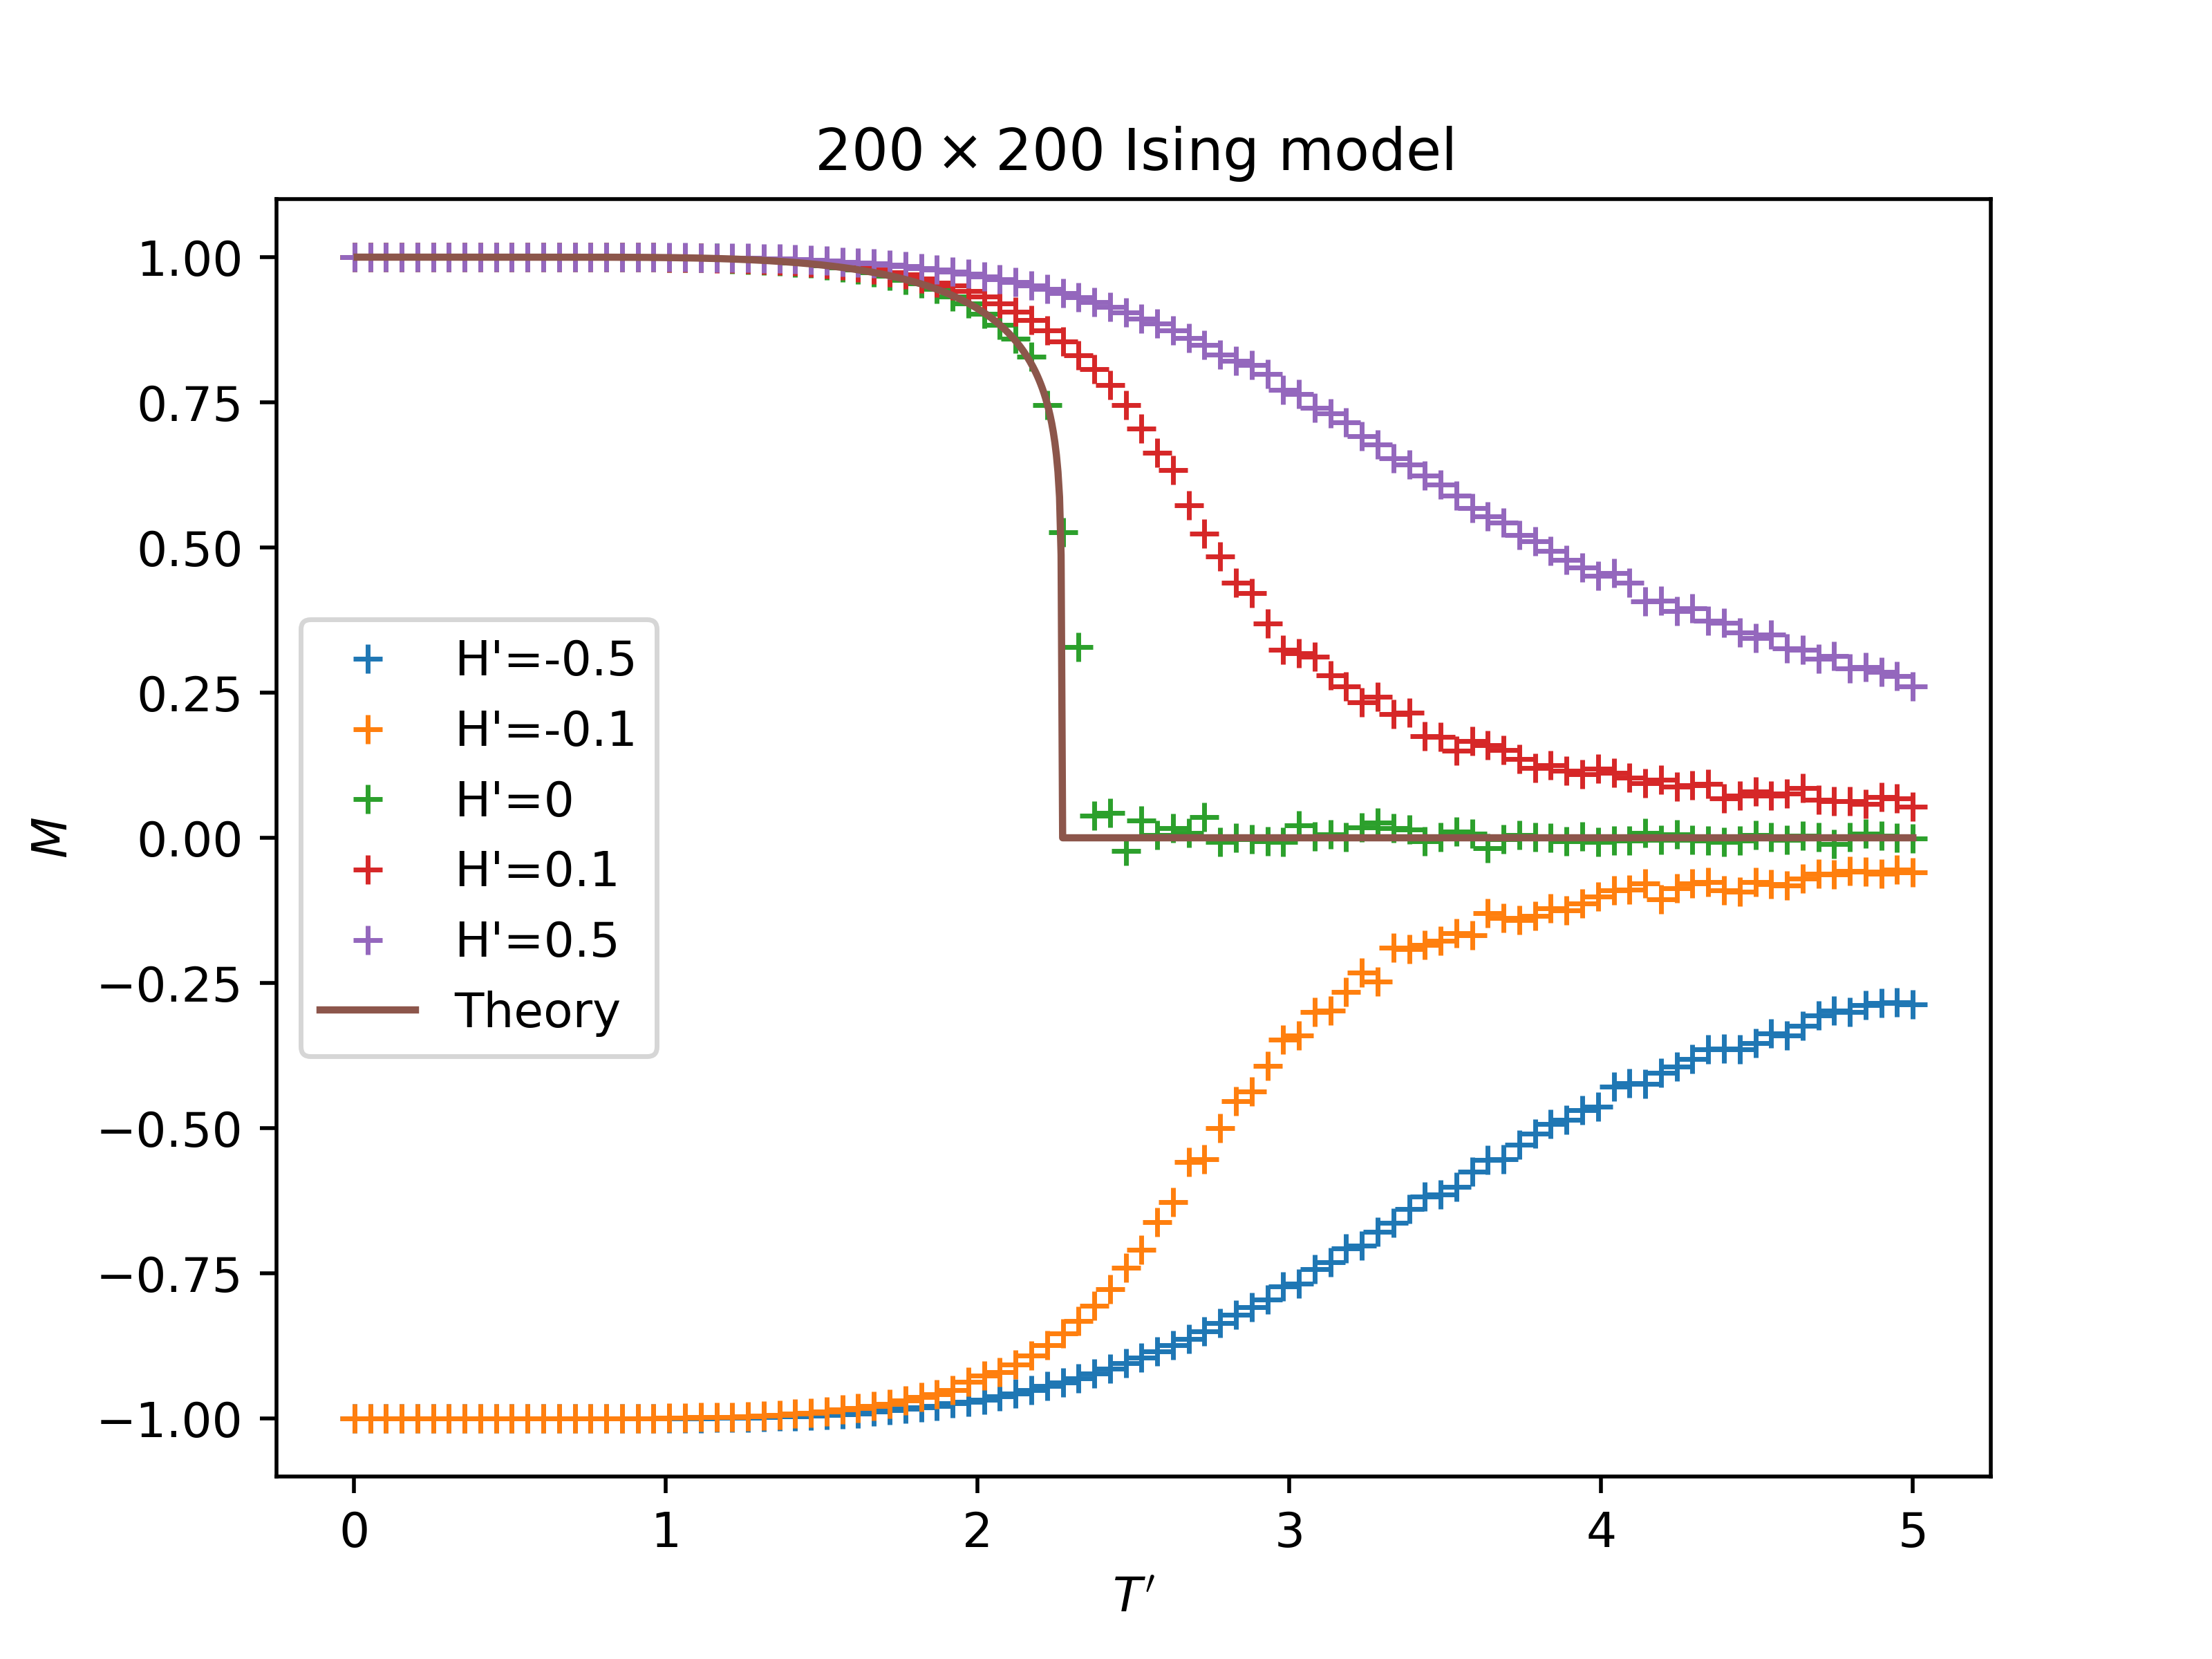 200 × 200 Ising model
1.00
0.75
0.50
0.25
0.00
−0.25
−0.50
−0.75
−1.00
M
H'=-0.5
H'=-0.1
H'=0
H'=0.1
H'=0.5
Theory
0 1 2 3 4 5
T′